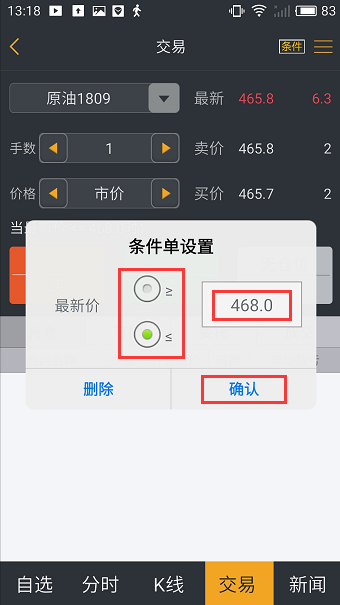 13:18 83
交易 条件
原油1809 最新 465.8 6.3
手数 1 卖价 465.8 2
价格 市价 买价 465.7 2
条件单设置
最新价
≥
468.0
≤
删除 确认
自选 分时 K线 交易 新闻